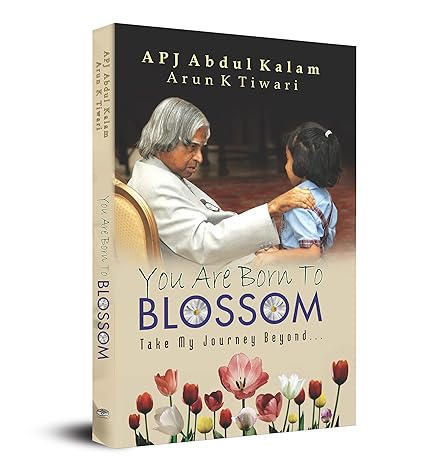 APJ Abdul Kalam
Arun K Tiwari
You Are Born To
BLOSSOM
Take My Journey Beyond...
APJ Abdul Kalam
Arun K Tiwari
You Are Born To
BLOSSOM